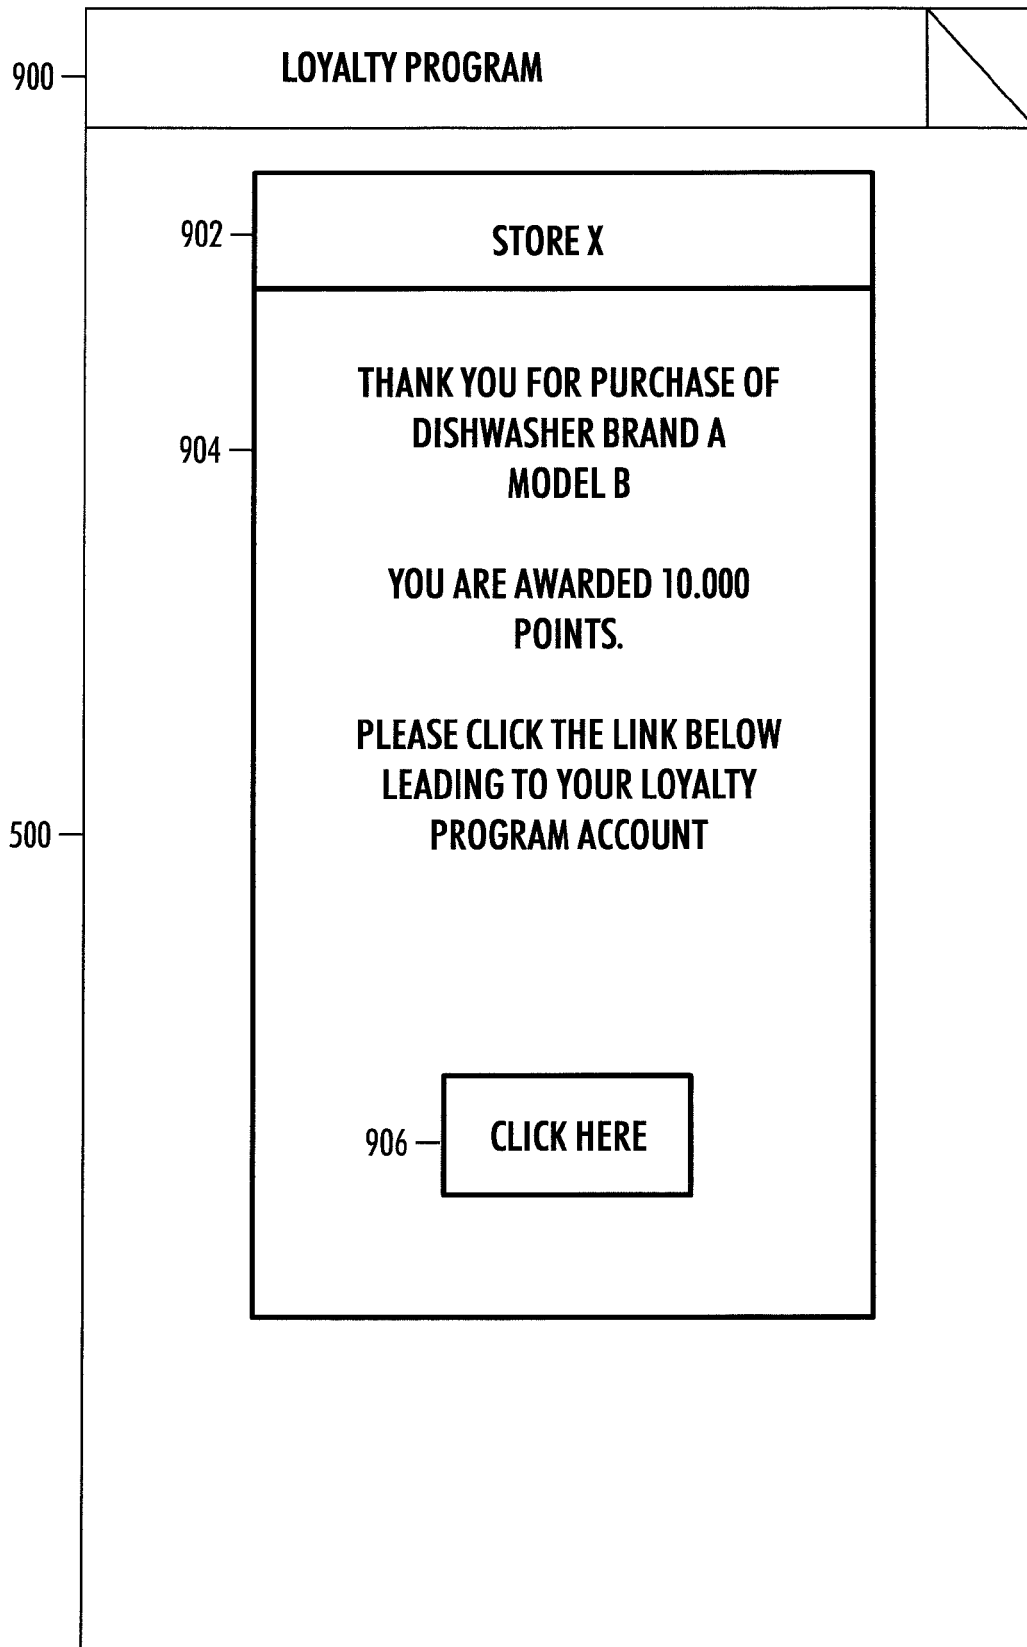 900
LOYALTY PROGRAM
902
STORE X
THANK YOU FOR PURCHASE OF
DISHWASHER BRAND A
904
MODEL B
YOU ARE AWARDED 10.000
POINTS.
PLEASE CLICK THE LINK BELOW
LEADING TO YOUR LOYALTY
500
PROGRAM ACCOUNT
906
CLICK HERE